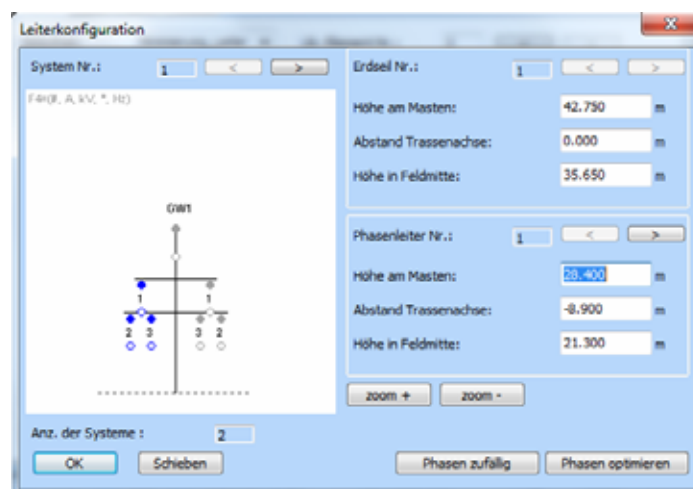 Leiterkonfiguration
System Nr.: 1 < >
F4=(#, A, kV, *, Hz)
GW1
1 1
2 3 3 2
Anz. der Systeme : 2
OK Schieben
Erdseil Nr.: 1 < >
Höhe am Masten: 42.750 m
Abstand Trassenachse: 0.000 m
Höhe in Feldmitte: 35.650 m
Phasenleiter Nr.: 1 < >
Höhe am Masten: 28.400 m
Abstand Trassenachse: -8.900 m
Höhe in Feldmitte: 21.300 m
zoom + zoom -
Phasen zufällig Phasen optimieren